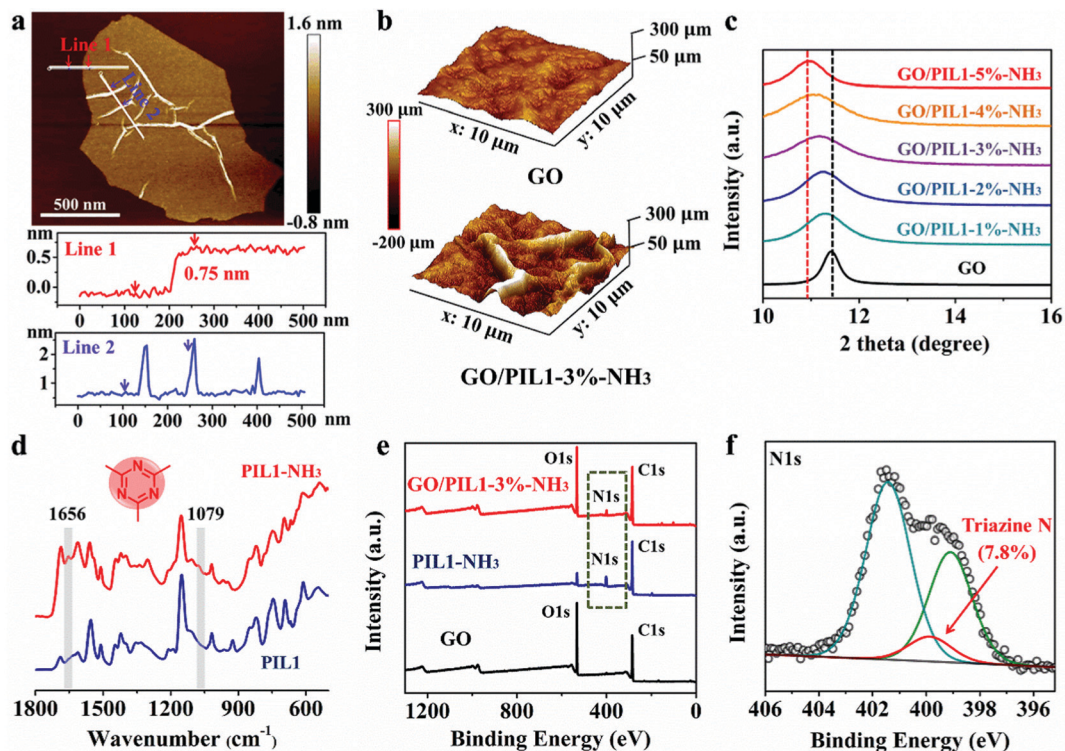 a
1.6 nm
Line 1
Line 2
500 nm
-0.8 nm
nm
Line 1
0.5
0.75 nm
0.0
0 100 200 300 400 500 nm
nm
Line 2
2
1
0 100 200 300 400 500 nm
b
300 μm
50 μm
x: 10 μm
y: 10 μm
GO
300 μm
-200 μm
300 μm
50 μm
x: 10 μm
y: 10 μm
GO/PIL1-3%-NH₃
c
Intensity (a.u.)
GO/PIL1-5%-NH₃
GO/PIL1-4%-NH₃
GO/PIL1-3%-NH₃
GO/PIL1-2%-NH₃
GO/PIL1-1%-NH₃
GO
10 11 12 13 14 15 16
2 theta (degree)
d
N N
N
PIL1-NH₃
1656
1079
PIL1
1800 1500 1200 900 600
Wavenumber (cm⁻¹)
e
Intensity (a.u.)
O1s
C1s
GO/PIL1-3%-NH₃
N1s
C1s
PIL1-NH₃
N1s
O1s
C1s
GO
1200 800 400 0
Binding Energy (eV)
f
Intensity (a.u.)
N1s
Triazine N
(7.8%)
406 404 402 400 398 396
Binding Energy (eV)